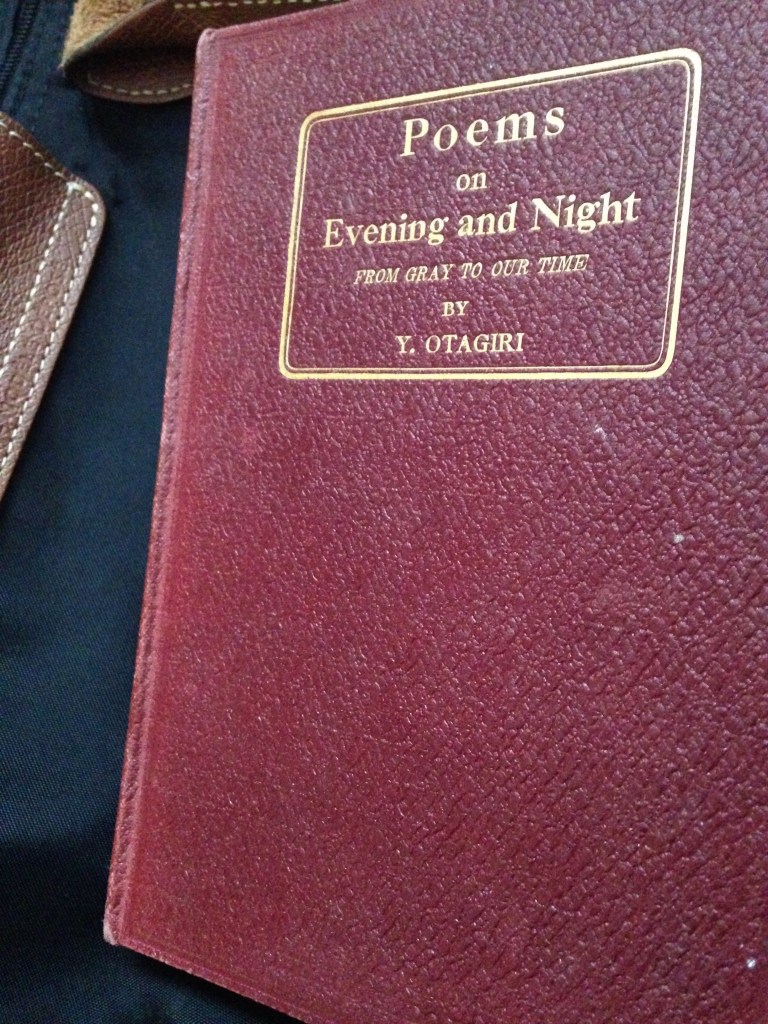 Poems
on
Evening and Night
FROM GRAY TO OUR TIME
BY
Y. OTAGIRI